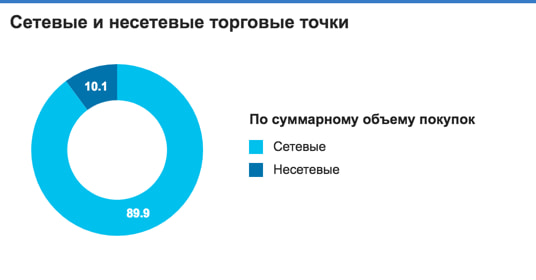 Сетевые и несетевые торговые точки
10.1
По суммарному объему покупок
Сетевые
Несетевые
89.9